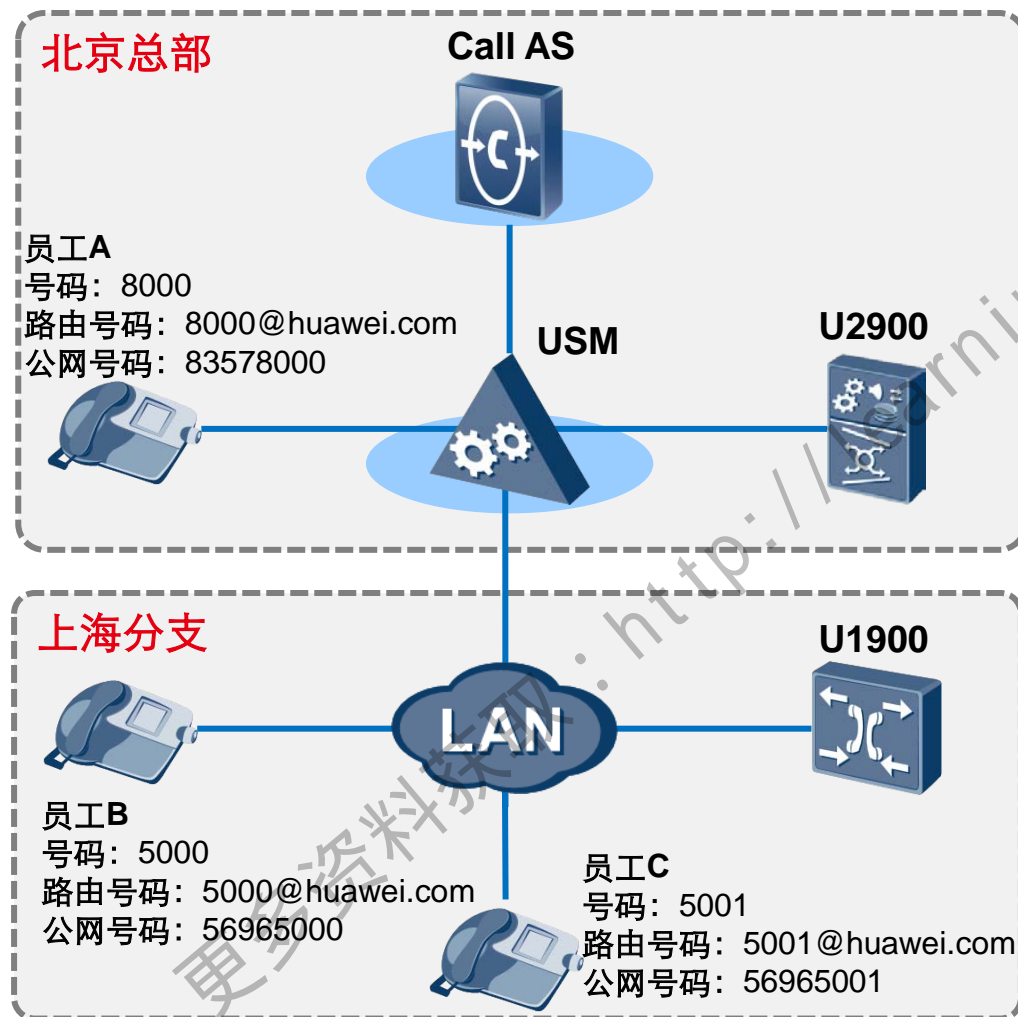 北京总部
Call AS
员工A
号码：8000
路由号码：8000@huawei.com
公网号码：83578000
USM
U2900
上海分支
U1900
LAN
员工B
号码：5000
路由号码：5000@huawei.com
公网号码：56965000
员工C
号码：5001
路由号码：5001@huawei.com
公网号码：56965001
更多资料获取：http://learnin